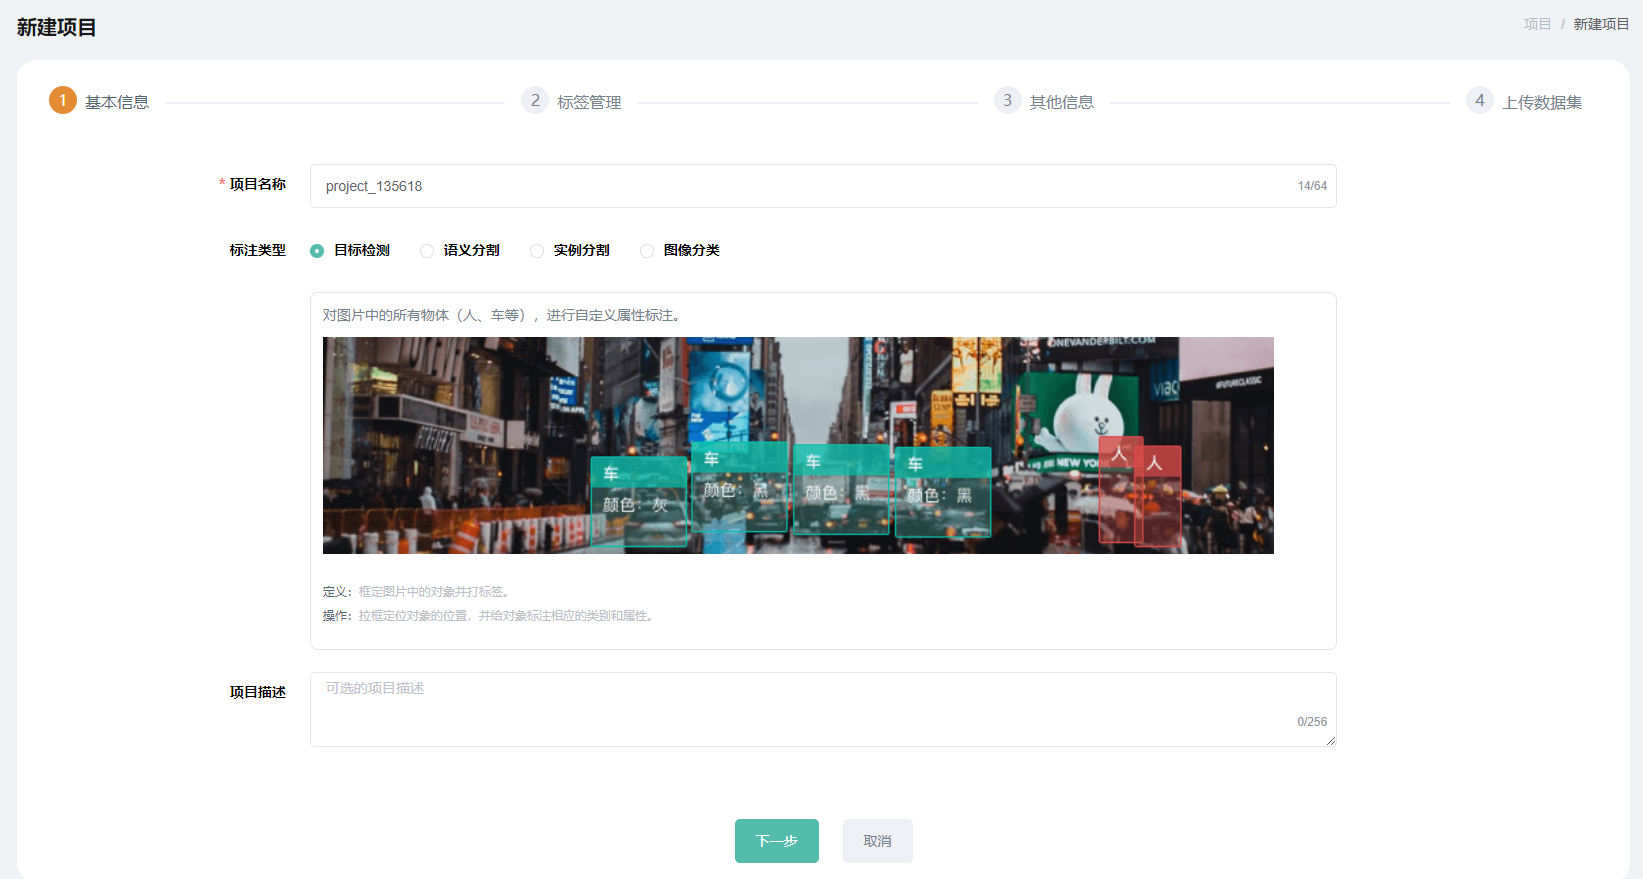 新建项目
项目 / 新建项目
1 基本信息
2 标签管理
3 其他信息
4 上传数据集
* 项目名称
project_135618
14/64
标注类型
目标检测
语义分割
实例分割
图像分类
对图片中的所有物体（人、车等），进行自定义属性标注。
ONEVANDERBILT.COM
viac
#FUTURECLASSIC
FOREVER
NEW YO
车
颜色：灰
车
颜色：黑
车
颜色：黑
车
颜色：黑
人
人
定义：框定图片中的对象并打标签。
操作：拉框定位对象的位置，并给对象标注相应的类别和属性。
项目描述
可选的项目描述
0/256
下一步
取消